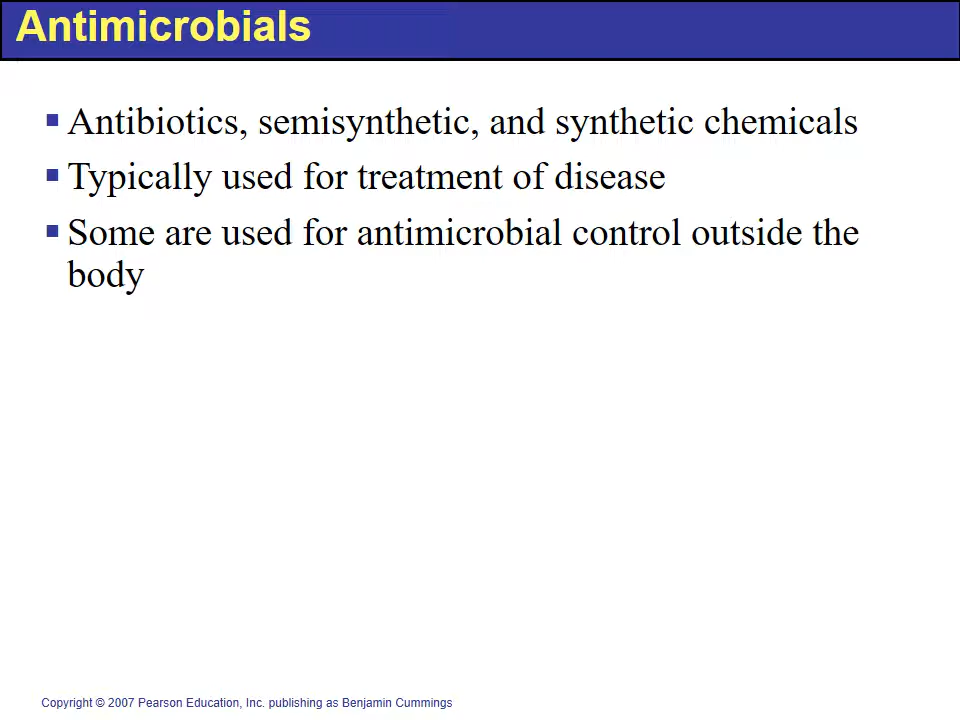 Antimicrobials
Antibiotics, semisynthetic, and synthetic chemicals
Typically used for treatment of disease
Some are used for antimicrobial control outside the
body
Copyright © 2007 Pearson Education, Inc. publishing as Benjamin Cummings